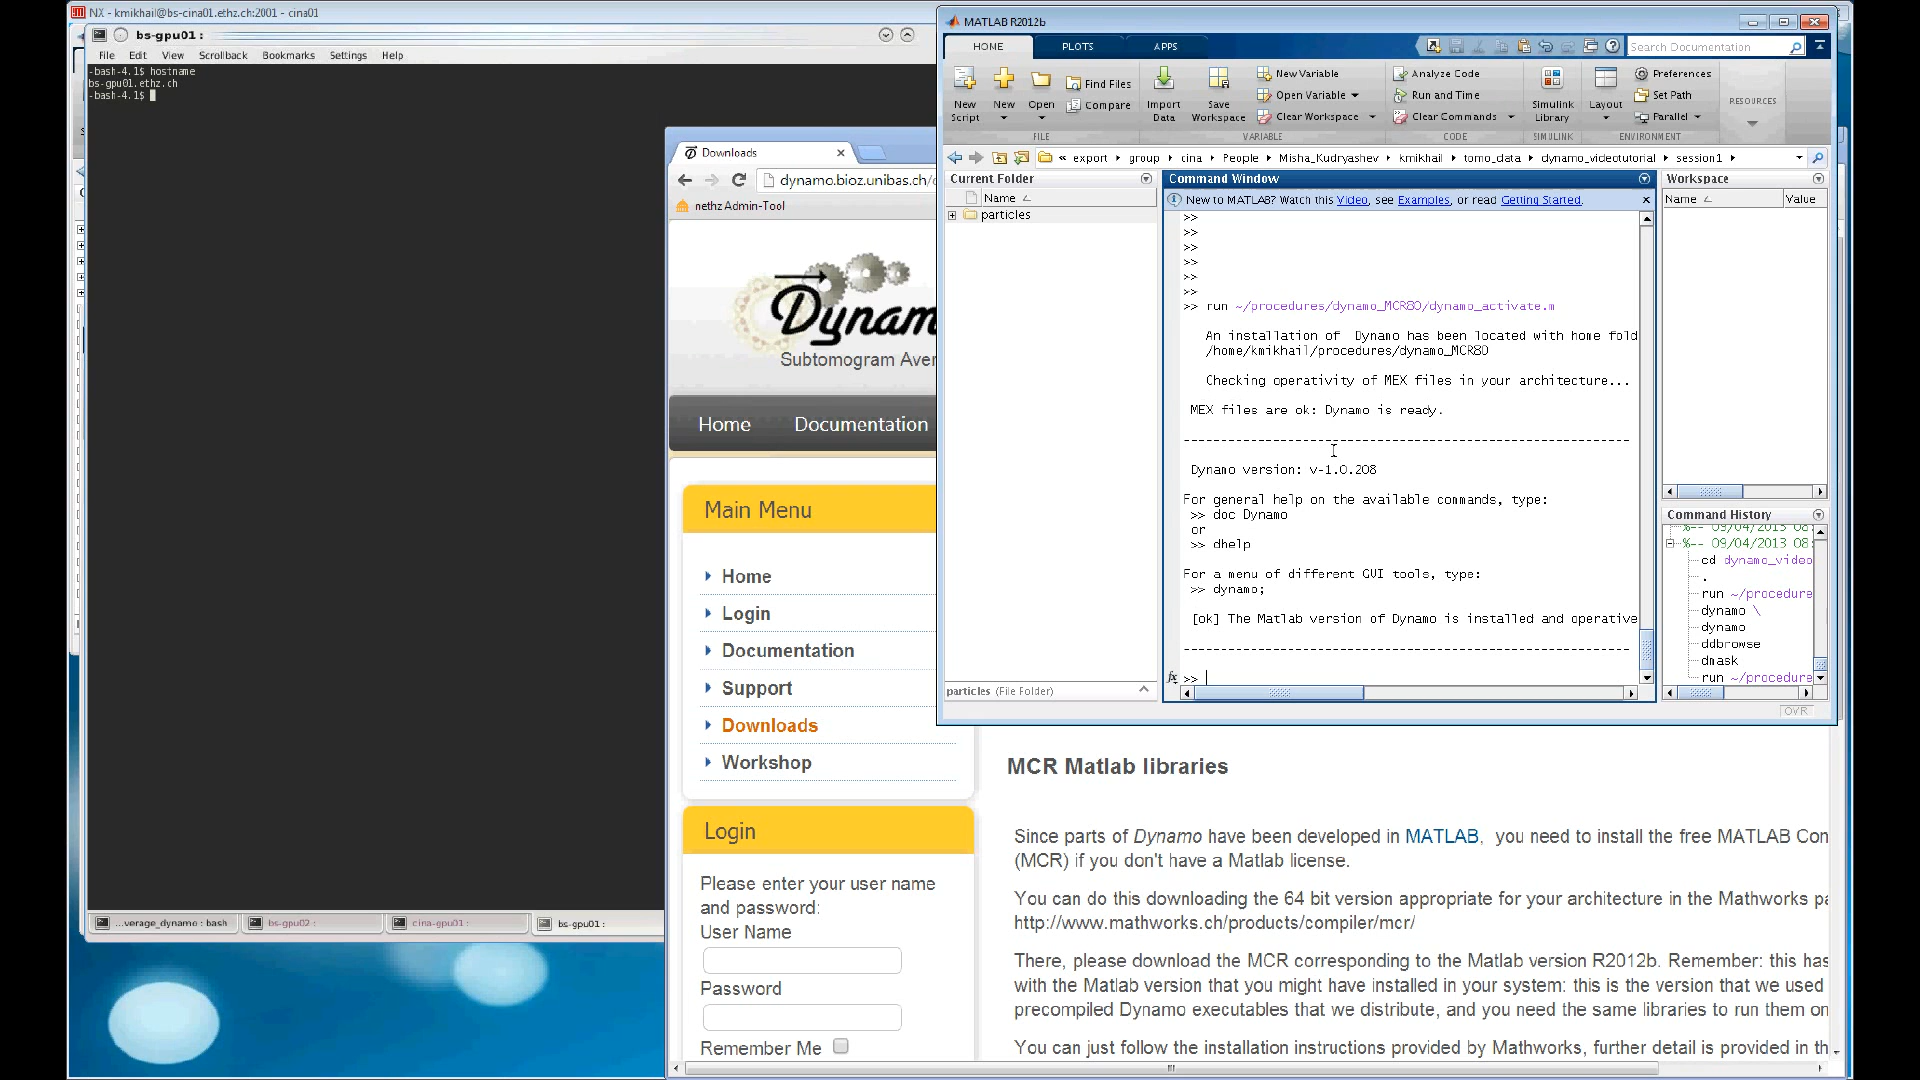 NX - kmikhail@bs-cina01.ethz.ch:2001 - cina01
bs-gpu01 :
File Edit View Scrollback Bookmarks Settings Help
-bash-4.1$ hostname
bs-gpu01.ethz.ch
-bash-4.1$
...verage_dynamo : bash
bs-gpu02 :
cina-gpu01 :
bs-gpu01 :
Downloads
dynamo.bioz.unibas.ch/
nethz Admin-Tool
Dynam
Subtomogram Aver
Home Documentation
Main Menu
Home
Login
Documentation
Support
Downloads
Workshop
Login
Please enter your user name
and password:
User Name
Password
Remember Me
MATLAB R2012b
HOME PLOTS APPS
Search Documentation
New Script
New
Open
Find Files
Compare
Import Data
Save Workspace
New Variable
Open Variable
Clear Workspace
Analyze Code
Run and Time
Clear Commands
Simulink Library
Layout
Preferences
Set Path
Parallel
RESOURCES
FILE VARIABLE CODE SIMULINK ENVIRONMENT
« export group cina People Misha_Kudryashev kmikhail tomo_data dynamo_videotutorial session1
Current Folder
Name
particles
particles (File Folder)
Command Window
New to MATLAB? Watch this Video, see Examples, or read Getting Started.
>>
>>
>>
>>
>>
>>
>> run ~/procedures/dynamo_MCR80/dynamo_activate.m
An installation of Dynamo has been located with home fold
/home/kmikhail/procedures/dynamo_MCR80
Checking operativity of MEX files in your architecture...
MEX files are ok: Dynamo is ready.
Dynamo version: v-1.0.208
For general help on the available commands, type:
>> doc Dynamo
or
>> dhelp
For a menu of different GUI tools, type:
>> dynamo;
[ok] The Matlab version of Dynamo is installed and operative
fx >>
Workspace
Name Value
Command History
%-- 09/04/2013 08:
%-- 09/04/2013 08:
cd dynamo_video
.
run ~/procedure
dynamo \
dynamo
ddbrowse
dmask
run ~/procedure
OVR
MCR Matlab libraries
Since parts of Dynamo have been developed in MATLAB, you need to install the free MATLAB Con
(MCR) if you don't have a Matlab license.
You can do this downloading the 64 bit version appropriate for your architecture in the Mathworks pa
http://www.mathworks.ch/products/compiler/mcr/
There, please download the MCR corresponding to the Matlab version R2012b. Remember: this has
with the Matlab version that you might have installed in your system: this is the version that we used
precompiled Dynamo executables that we distribute, and you need the same libraries to run them on
You can just follow the installation instructions provided by Mathworks, further detail is provided in th